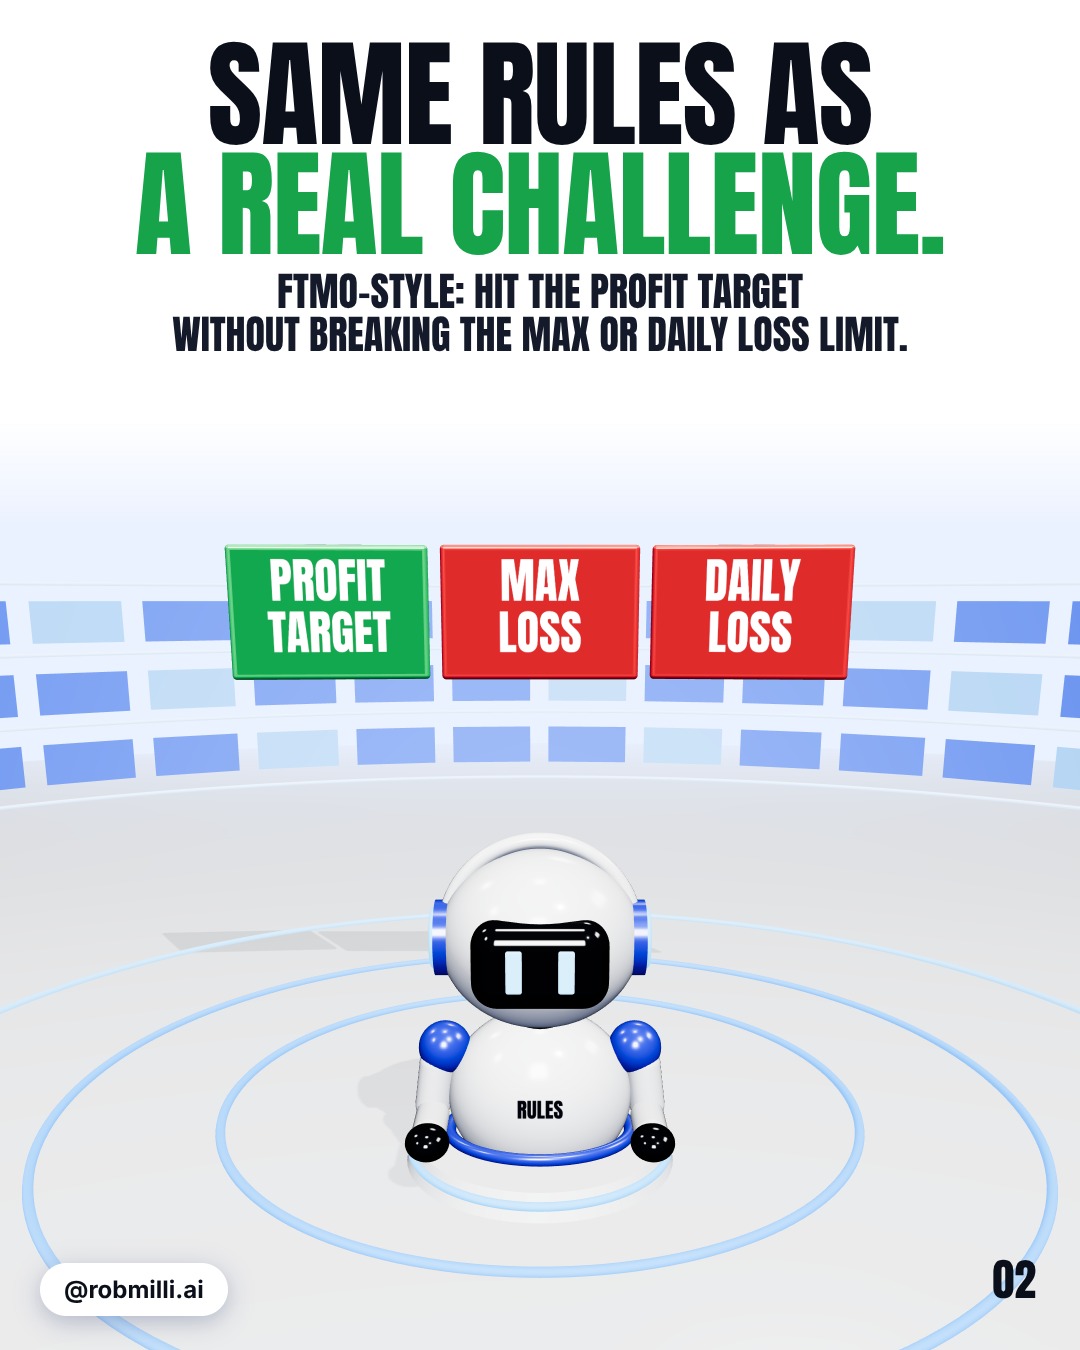 SAME RULES AS
A REAL CHALLENGE.
FTMO-STYLE: HIT THE PROFIT TARGET
WITHOUT BREAKING THE MAX OR DAILY LOSS LIMIT.
PROFIT
TARGET
MAX
LOSS
DAILY
LOSS
RULES
@robmilli.ai
02